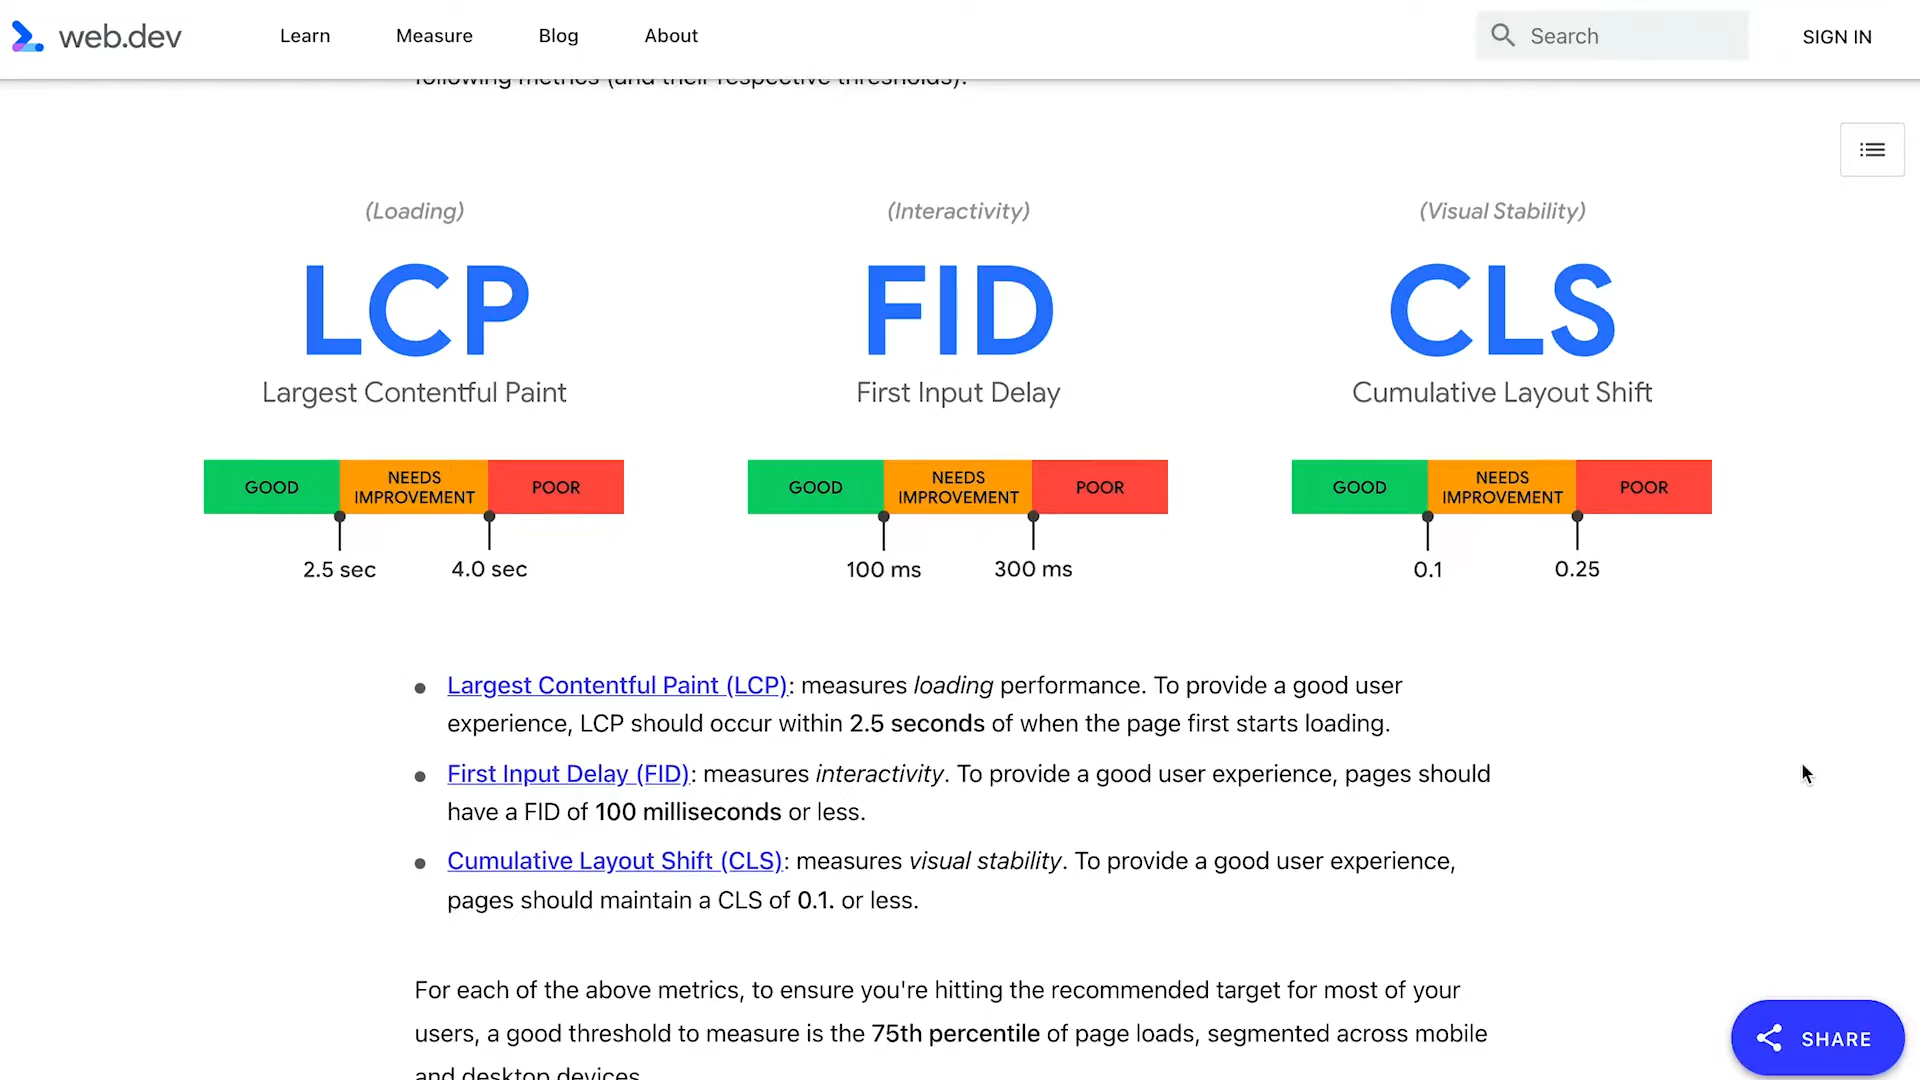 web.dev
Learn
Measure
Blog
About
Search
SIGN IN
following metrics (and their respective thresholds):
(Loading)
LCP
Largest Contentful Paint
GOOD
NEEDS
IMPROVEMENT
POOR
2.5 sec
4.0 sec
(Interactivity)
FID
First Input Delay
GOOD
NEEDS
IMPROVEMENT
POOR
100 ms
300 ms
(Visual Stability)
CLS
Cumulative Layout Shift
GOOD
NEEDS
IMPROVEMENT
POOR
0.1
0.25
Largest Contentful Paint (LCP): measures loading performance. To provide a good user
experience, LCP should occur within 2.5 seconds of when the page first starts loading.
First Input Delay (FID): measures interactivity. To provide a good user experience, pages should
have a FID of 100 milliseconds or less.
Cumulative Layout Shift (CLS): measures visual stability. To provide a good user experience,
pages should maintain a CLS of 0.1. or less.
For each of the above metrics, to ensure you're hitting the recommended target for most of your
users, a good threshold to measure is the 75th percentile of page loads, segmented across mobile
and desktop devices.
SHARE